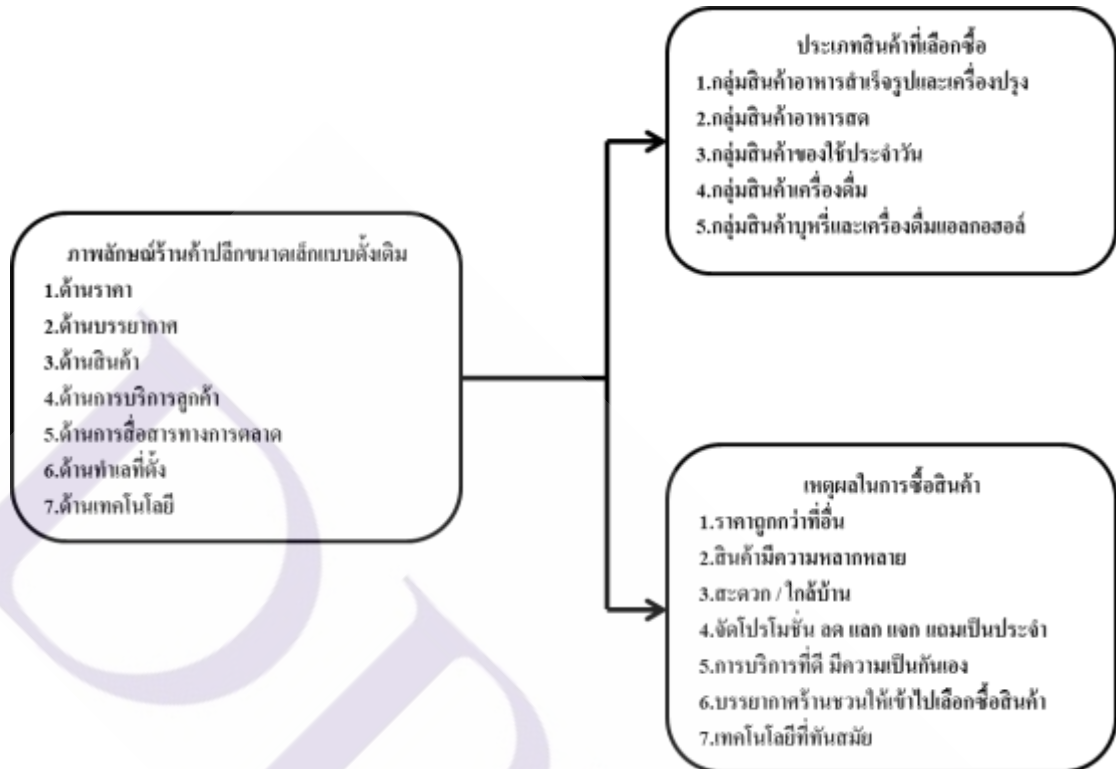 ประเภทสินค้าที่เลือกซื้อ
1.กลุ่มสินค้าอาหารสำเร็จรูปและเครื่องปรุง
2.กลุ่มสินค้าอาหารสด
3.กลุ่มสินค้าของใช้ประจำวัน
4.กลุ่มสินค้าเครื่องดื่ม
5.กลุ่มสินค้าบุหรี่และเครื่องดื่มแอลกอฮอล์
ภาพลักษณ์ร้านค้าปลีกขนาดเล็กแบบดั้งเดิม
1.ด้านราคา
2.ด้านบรรยากาศ
3.ด้านสินค้า
4.ด้านการบริการลูกค้า
5.ด้านการสื่อสารทางการตลาด
6.ด้านทำเลที่ตั้ง
7.ด้านเทคโนโลยี
เหตุผลในการซื้อสินค้า
1.ราคาถูกกว่าที่อื่น
2.สินค้ามีความหลากหลาย
3.สะดวก / ใกล้บ้าน
4.จัดโปรโมชั่น ลด แลก แจก แถมเป็นประจำ
5.การบริการที่ดี มีความเป็นกันเอง
6.บรรยากาศร้านชวนให้เข้าไปเลือกซื้อสินค้า
7.เทคโนโลยีที่ทันสมัย